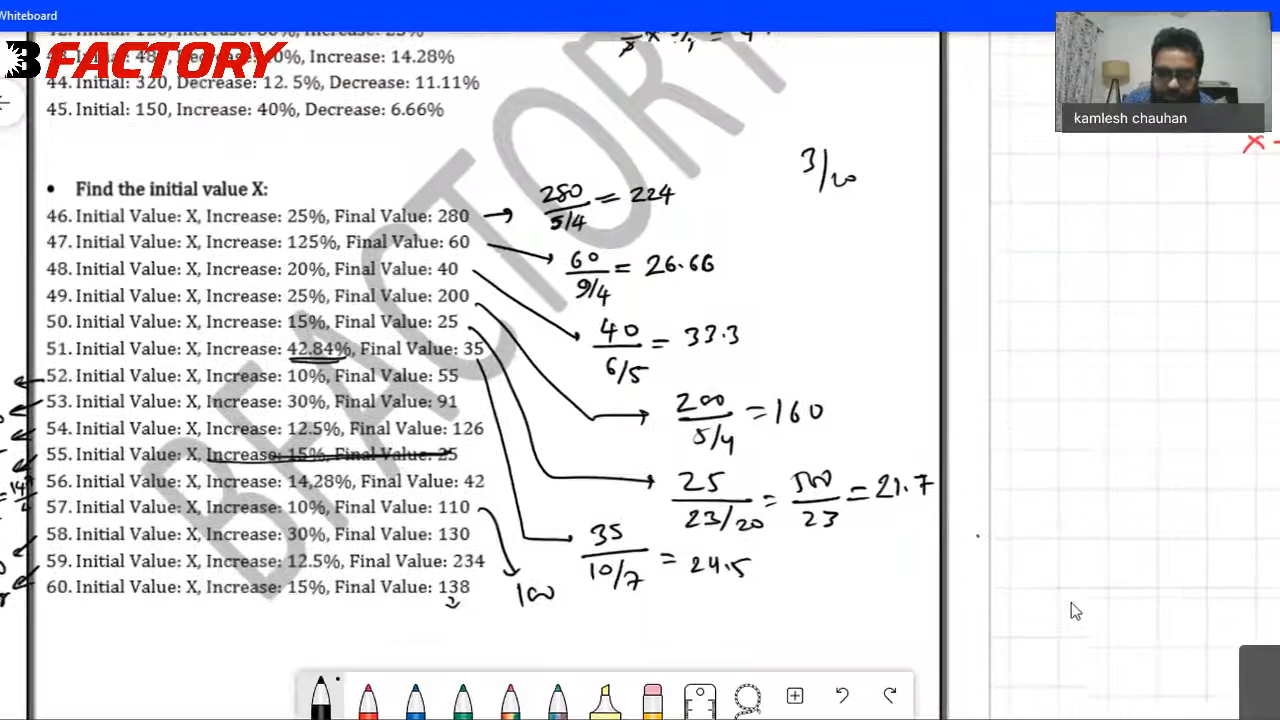 Whiteboard
BFACTORY
44. Initial: 320, Decrease: 12. 5%, Decrease: 11.11%
45. Initial: 150, Increase: 40%, Decrease: 6.66%
kamlesh chauhan
3/20
• Find the initial value X:
46. Initial Value: X, Increase: 25%, Final Value: 280
280
5/4 = 224
47. Initial Value: X, Increase: 125%, Final Value: 60
60
9/4 = 26.66
48. Initial Value: X, Increase: 20%, Final Value: 40
40
6/5 = 33.3
49. Initial Value: X, Increase: 25%, Final Value: 200
200
5/4 = 160
50. Initial Value: X, Increase: 15%, Final Value: 25
25
23/20 = 500
23 = 21.7
51. Initial Value: X, Increase: 42.84%, Final Value: 35
35
10/7 = 24.5
52. Initial Value: X, Increase: 10%, Final Value: 55
53. Initial Value: X, Increase: 30%, Final Value: 91
54. Initial Value: X, Increase: 12.5%, Final Value: 126
55. Initial Value: X, Increase: 15%, Final Value: 25
56. Initial Value: X, Increase: 14,28%, Final Value: 42
57. Initial Value: X, Increase: 10%, Final Value: 110
100
58. Initial Value: X, Increase: 30%, Final Value: 130
59. Initial Value: X, Increase: 12.5%, Final Value: 234
60. Initial Value: X, Increase: 15%, Final Value: 138
BFACTORY